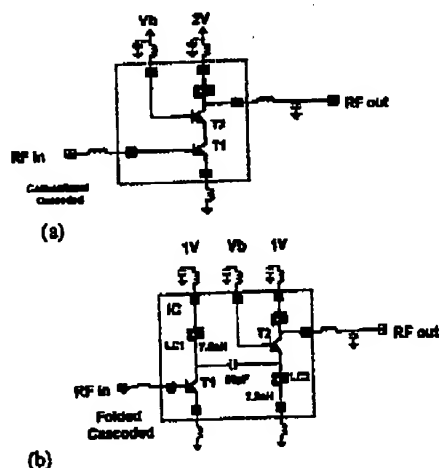 Vb 2V
T2
RF out
T1
RF in
Conventional
Cascoded
(a)
1V Vb 1V
IC
T2
RF out
LC1
T1
RF in
Folded
Cascoded
(b)